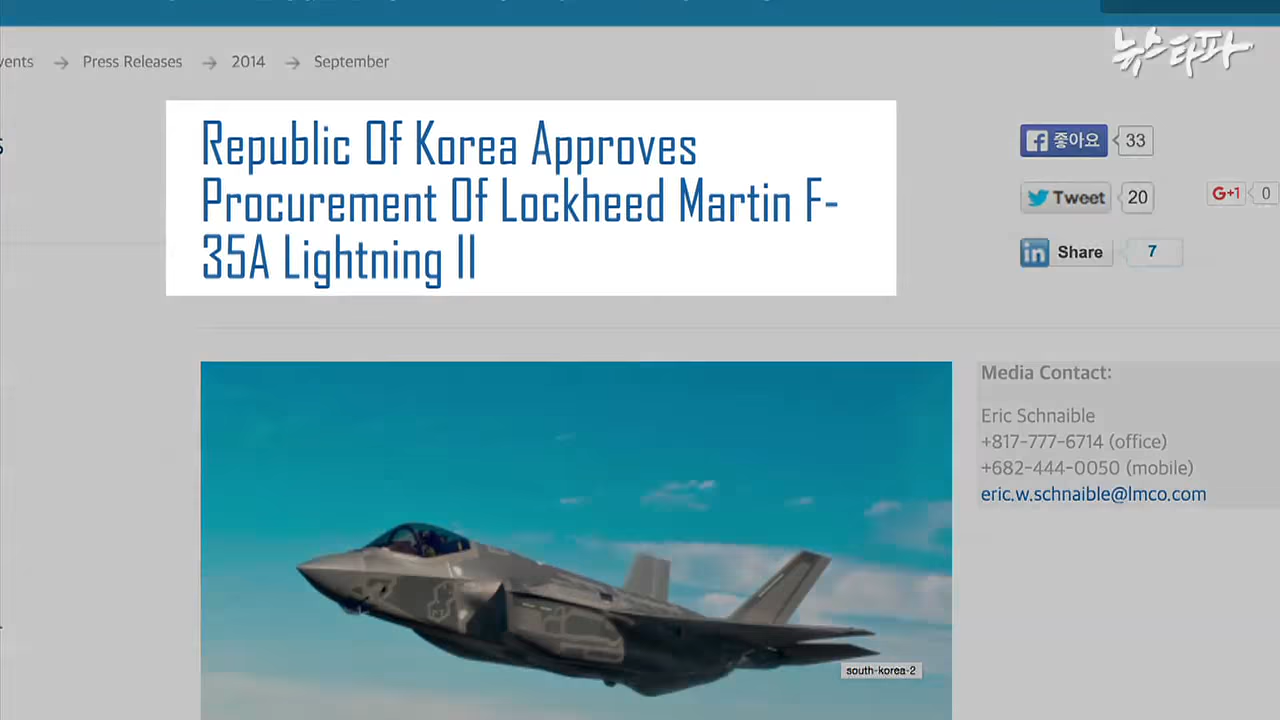 vents → Press Releases → 2014 → September
뉴스타파
Republic Of Korea Approves
Procurement Of Lockheed Martin F-
35A Lightning II
좋아요 33
Tweet 20
G+1 0
in Share 7
Media Contact:
Eric Schnaible
+817-777-6714 (office)
+682-444-0050 (mobile)
eric.w.schnaible@lmco.com
south-korea-2